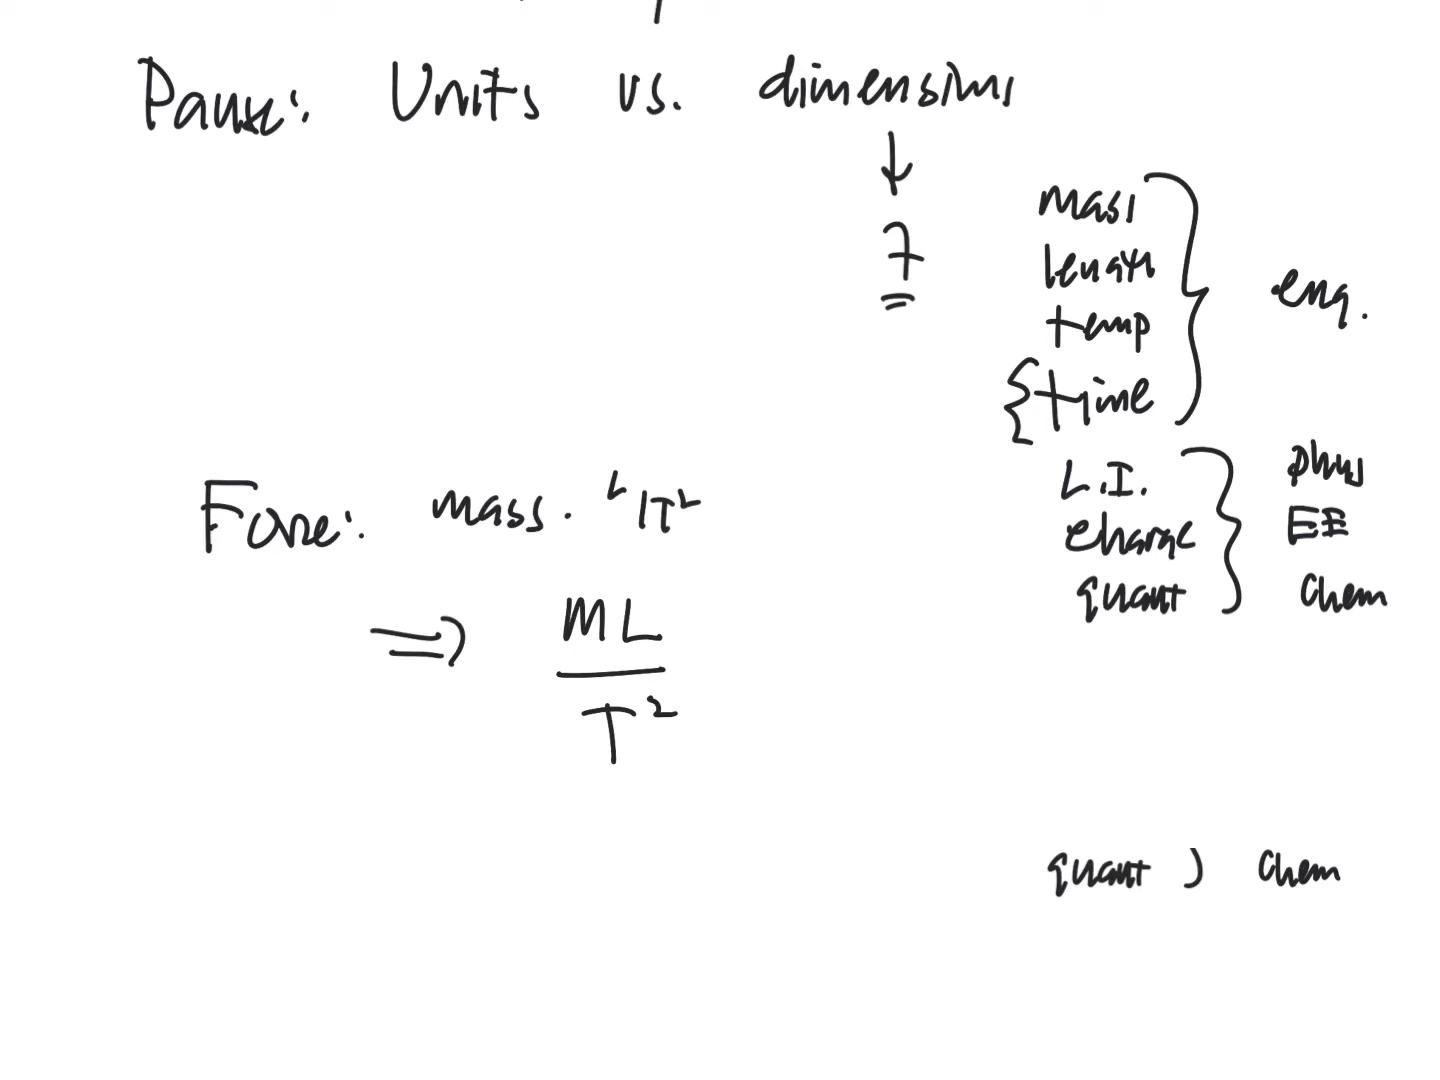 Pause: Units vs. dimensions
7
mass
length
temp
time
eng.
L.I.
charge
quant
phys
EE
Chem
Force: mass · L/T²
⇒ ML/T²
quant ) Chem